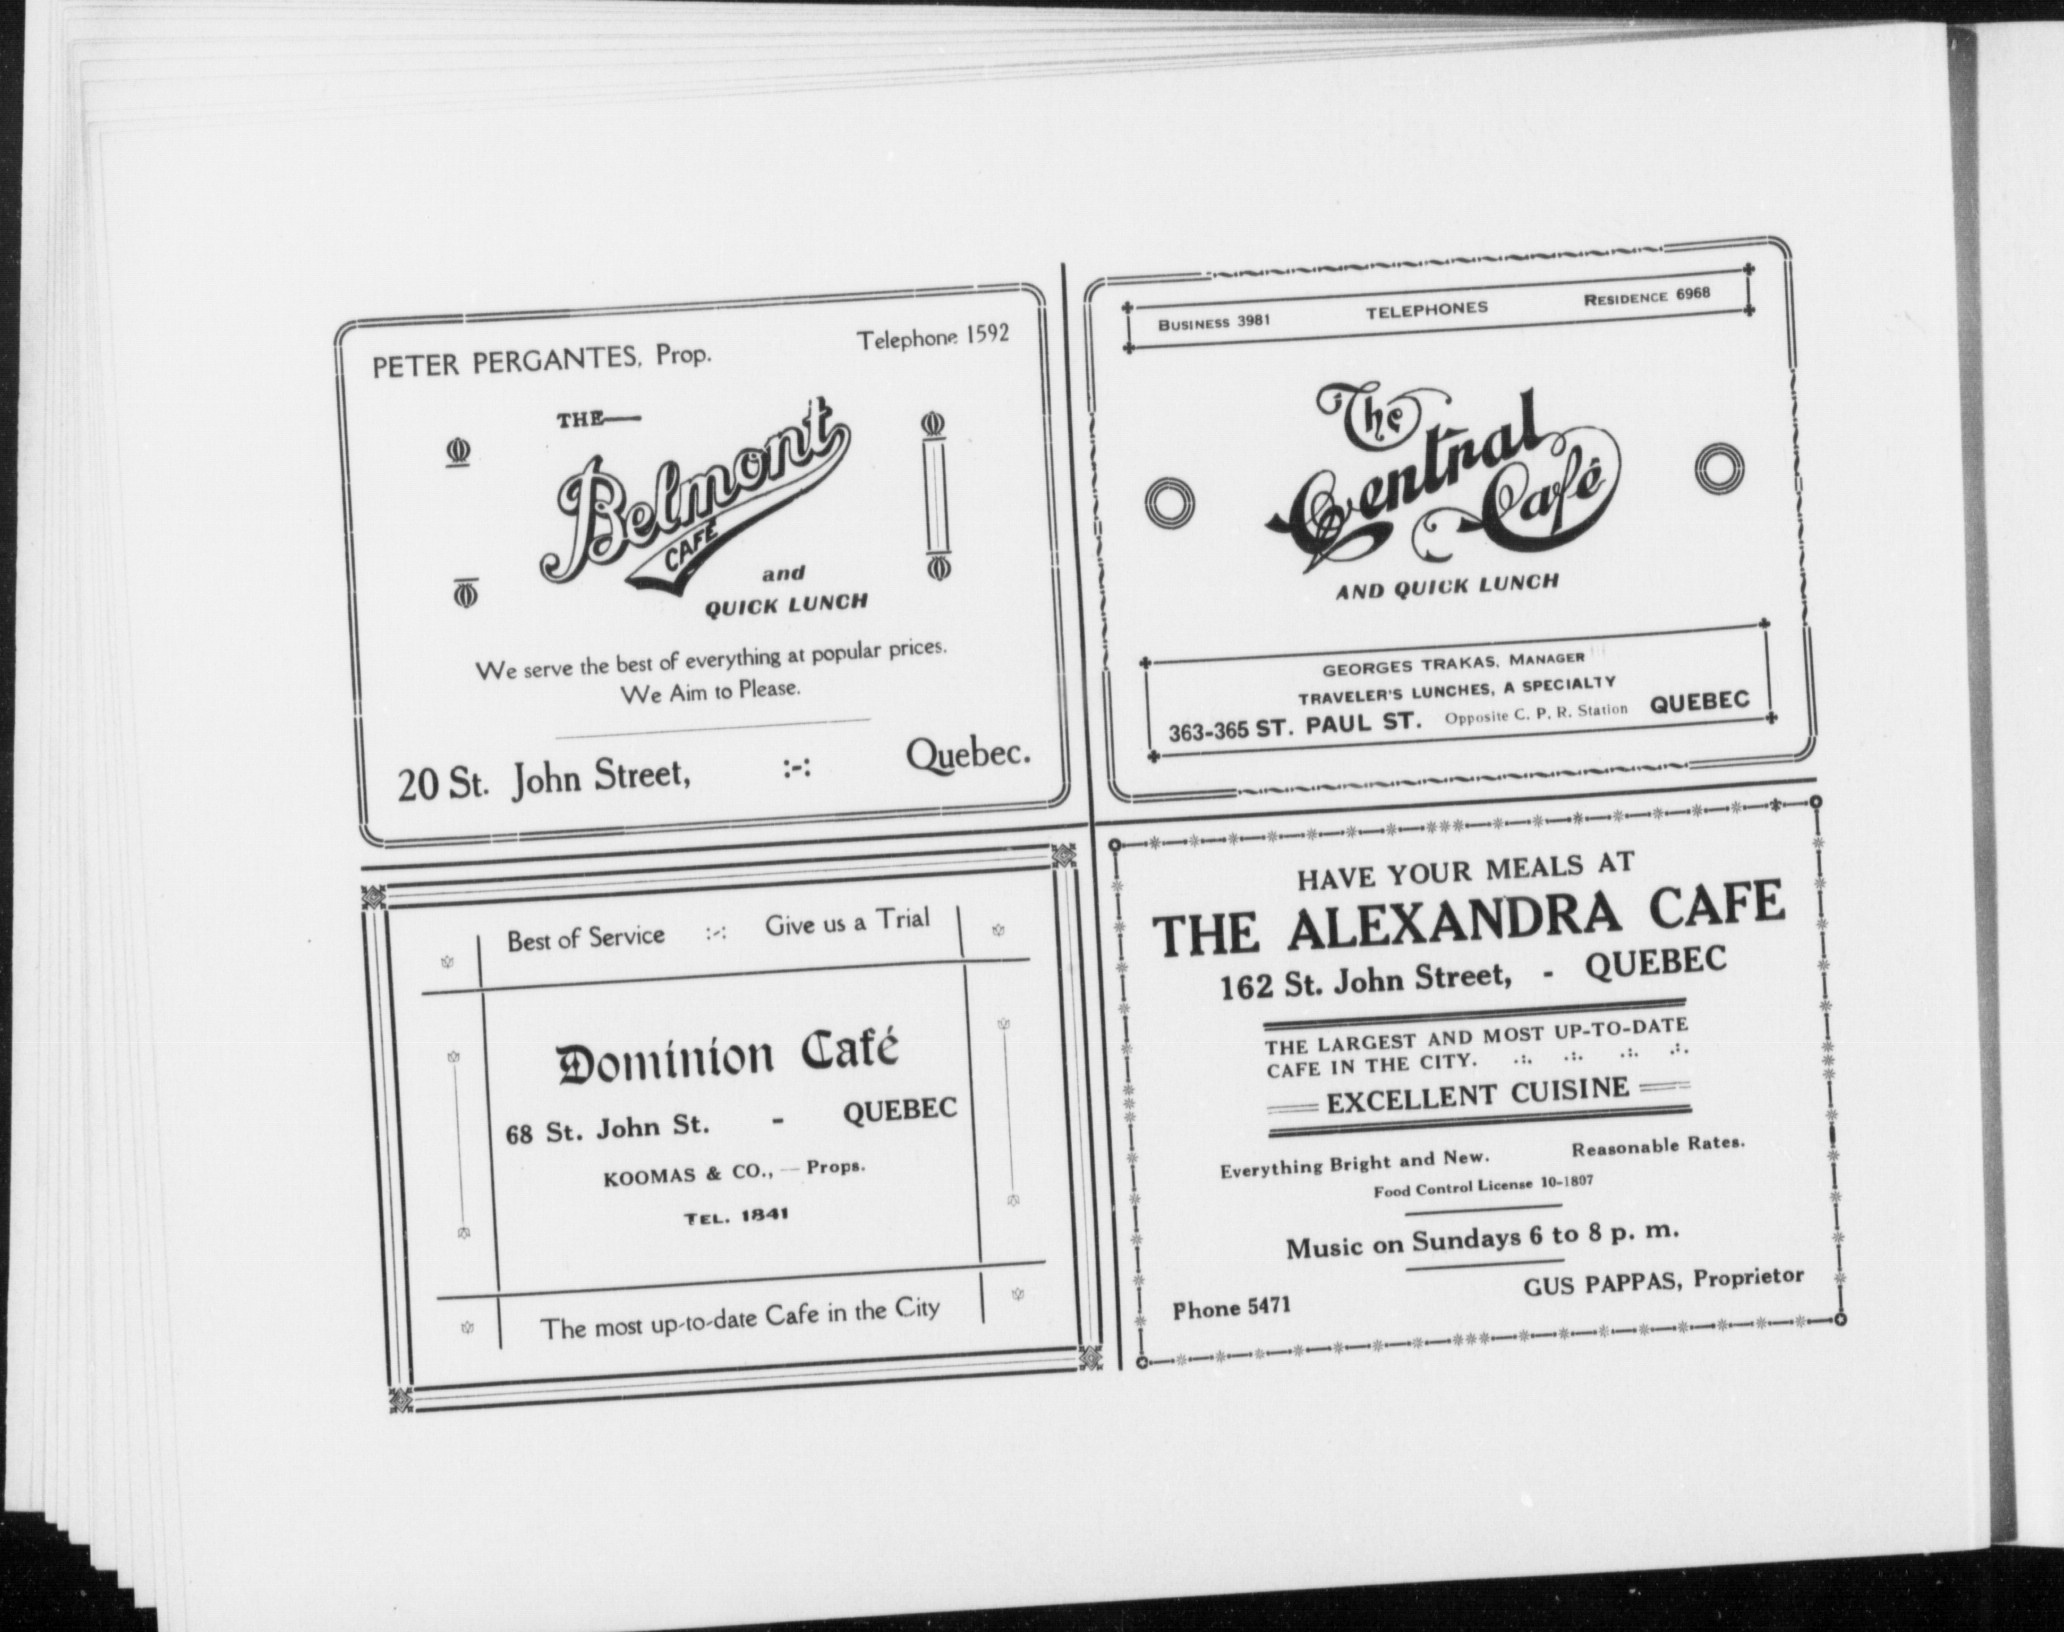 PETER PERGANTES, Prop.
Telephone 1592
THE
Belmont
CAFE
and
QUICK LUNCH
We serve the best of everything at popular prices.
We Aim to Please.
20 St. John Street, :-: Quebec.
BUSINESS 3981 TELEPHONES RESIDENCE 6968
The
Central
Café
AND QUICK LUNCH
GEORGES TRAKAS, MANAGER
TRAVELER'S LUNCHES, A SPECIALTY
363-365 ST. PAUL ST. Opposite C. P. R. Station QUEBEC
Best of Service :-: Give us a Trial
Dominion Café
68 St. John St. - QUEBEC
KOOMAS & CO., — Props.
TEL. 1841
The most up-to-date Cafe in the City
HAVE YOUR MEALS AT
THE ALEXANDRA CAFE
162 St. John Street, - QUEBEC
THE LARGEST AND MOST UP-TO-DATE
CAFE IN THE CITY. .:. .:. .:. .:.
EXCELLENT CUISINE
Everything Bright and New. Reasonable Rates.
Food Control License 10-1807
Music on Sundays 6 to 8 p. m.
GUS PAPPAS, Proprietor
Phone 5471